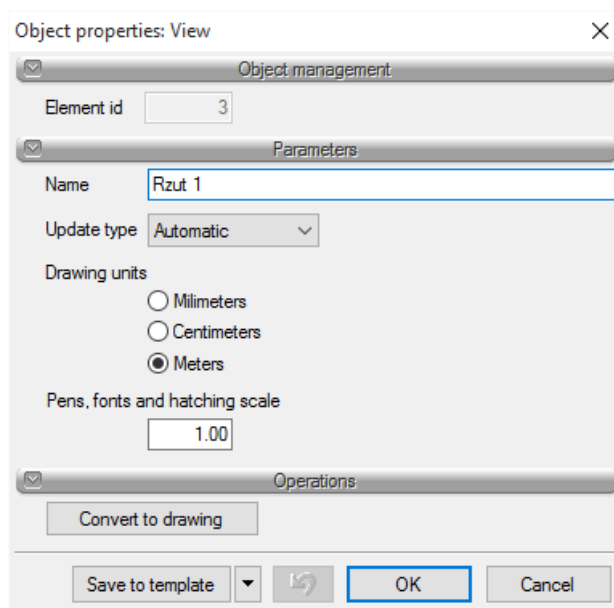 Object properties: View
Object management
Element id 3
Parameters
Name Rzut 1
Update type Automatic
Drawing units
Milimeters
Centimeters
Meters
Pens, fonts and hatching scale
1.00
Operations
Convert to drawing
Save to template OK Cancel